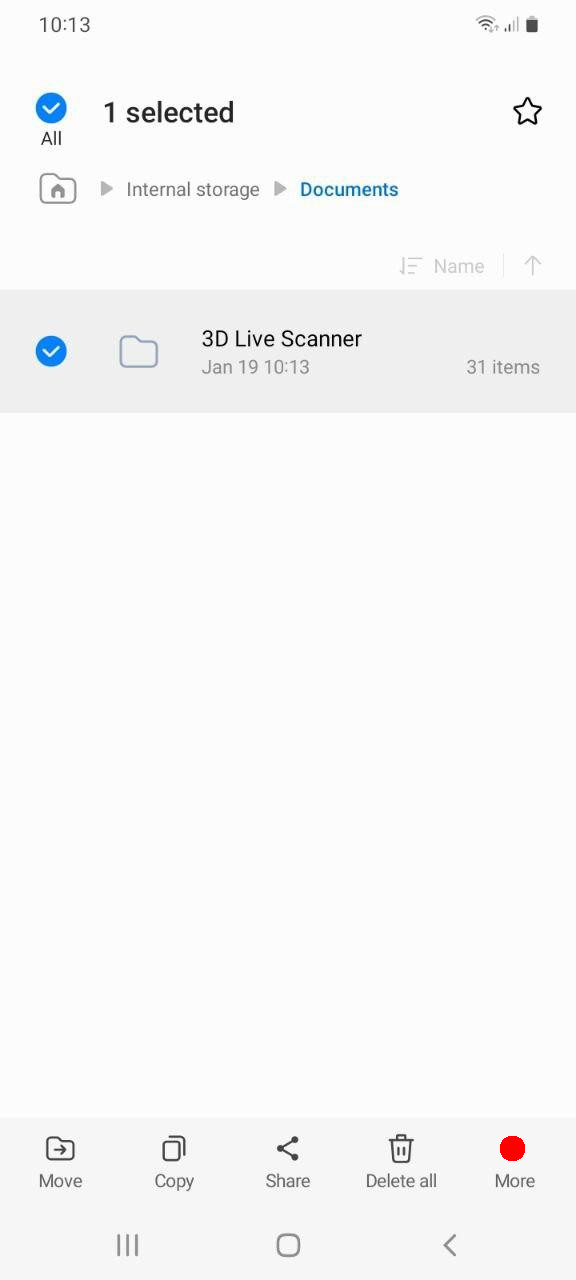 10:13
1 selected
All
Internal storage Documents
Name
3D Live Scanner
Jan 19 10:13 31 items
Move Copy Share Delete all More